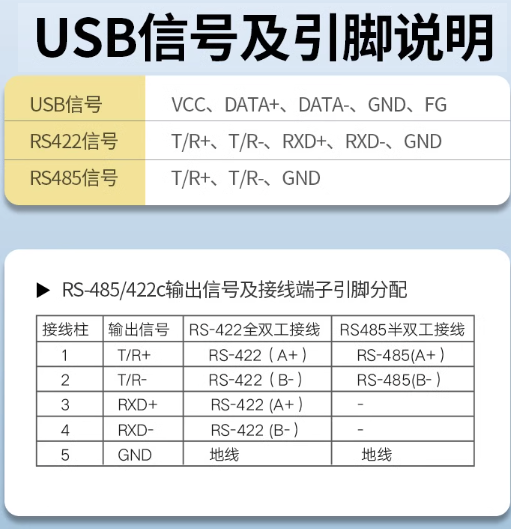 USB信号及引脚说明
USB信号 VCC、DATA+、DATA-、GND、FG
RS422信号 T/R+、T/R-、RXD+、RXD-、GND
RS485信号 T/R+、T/R-、GND
▶ RS-485/422c输出信号及接线端子引脚分配
接线柱 输出信号 RS-422全双工接线 RS485半双工接线
1 T/R+ RS-422（A+） RS-485(A+)
2 T/R- RS-422（B-） RS-485(B-)
3 RXD+ RS-422 (A+) -
4 RXD- RS-422 (B-) -
5 GND 地线 地线